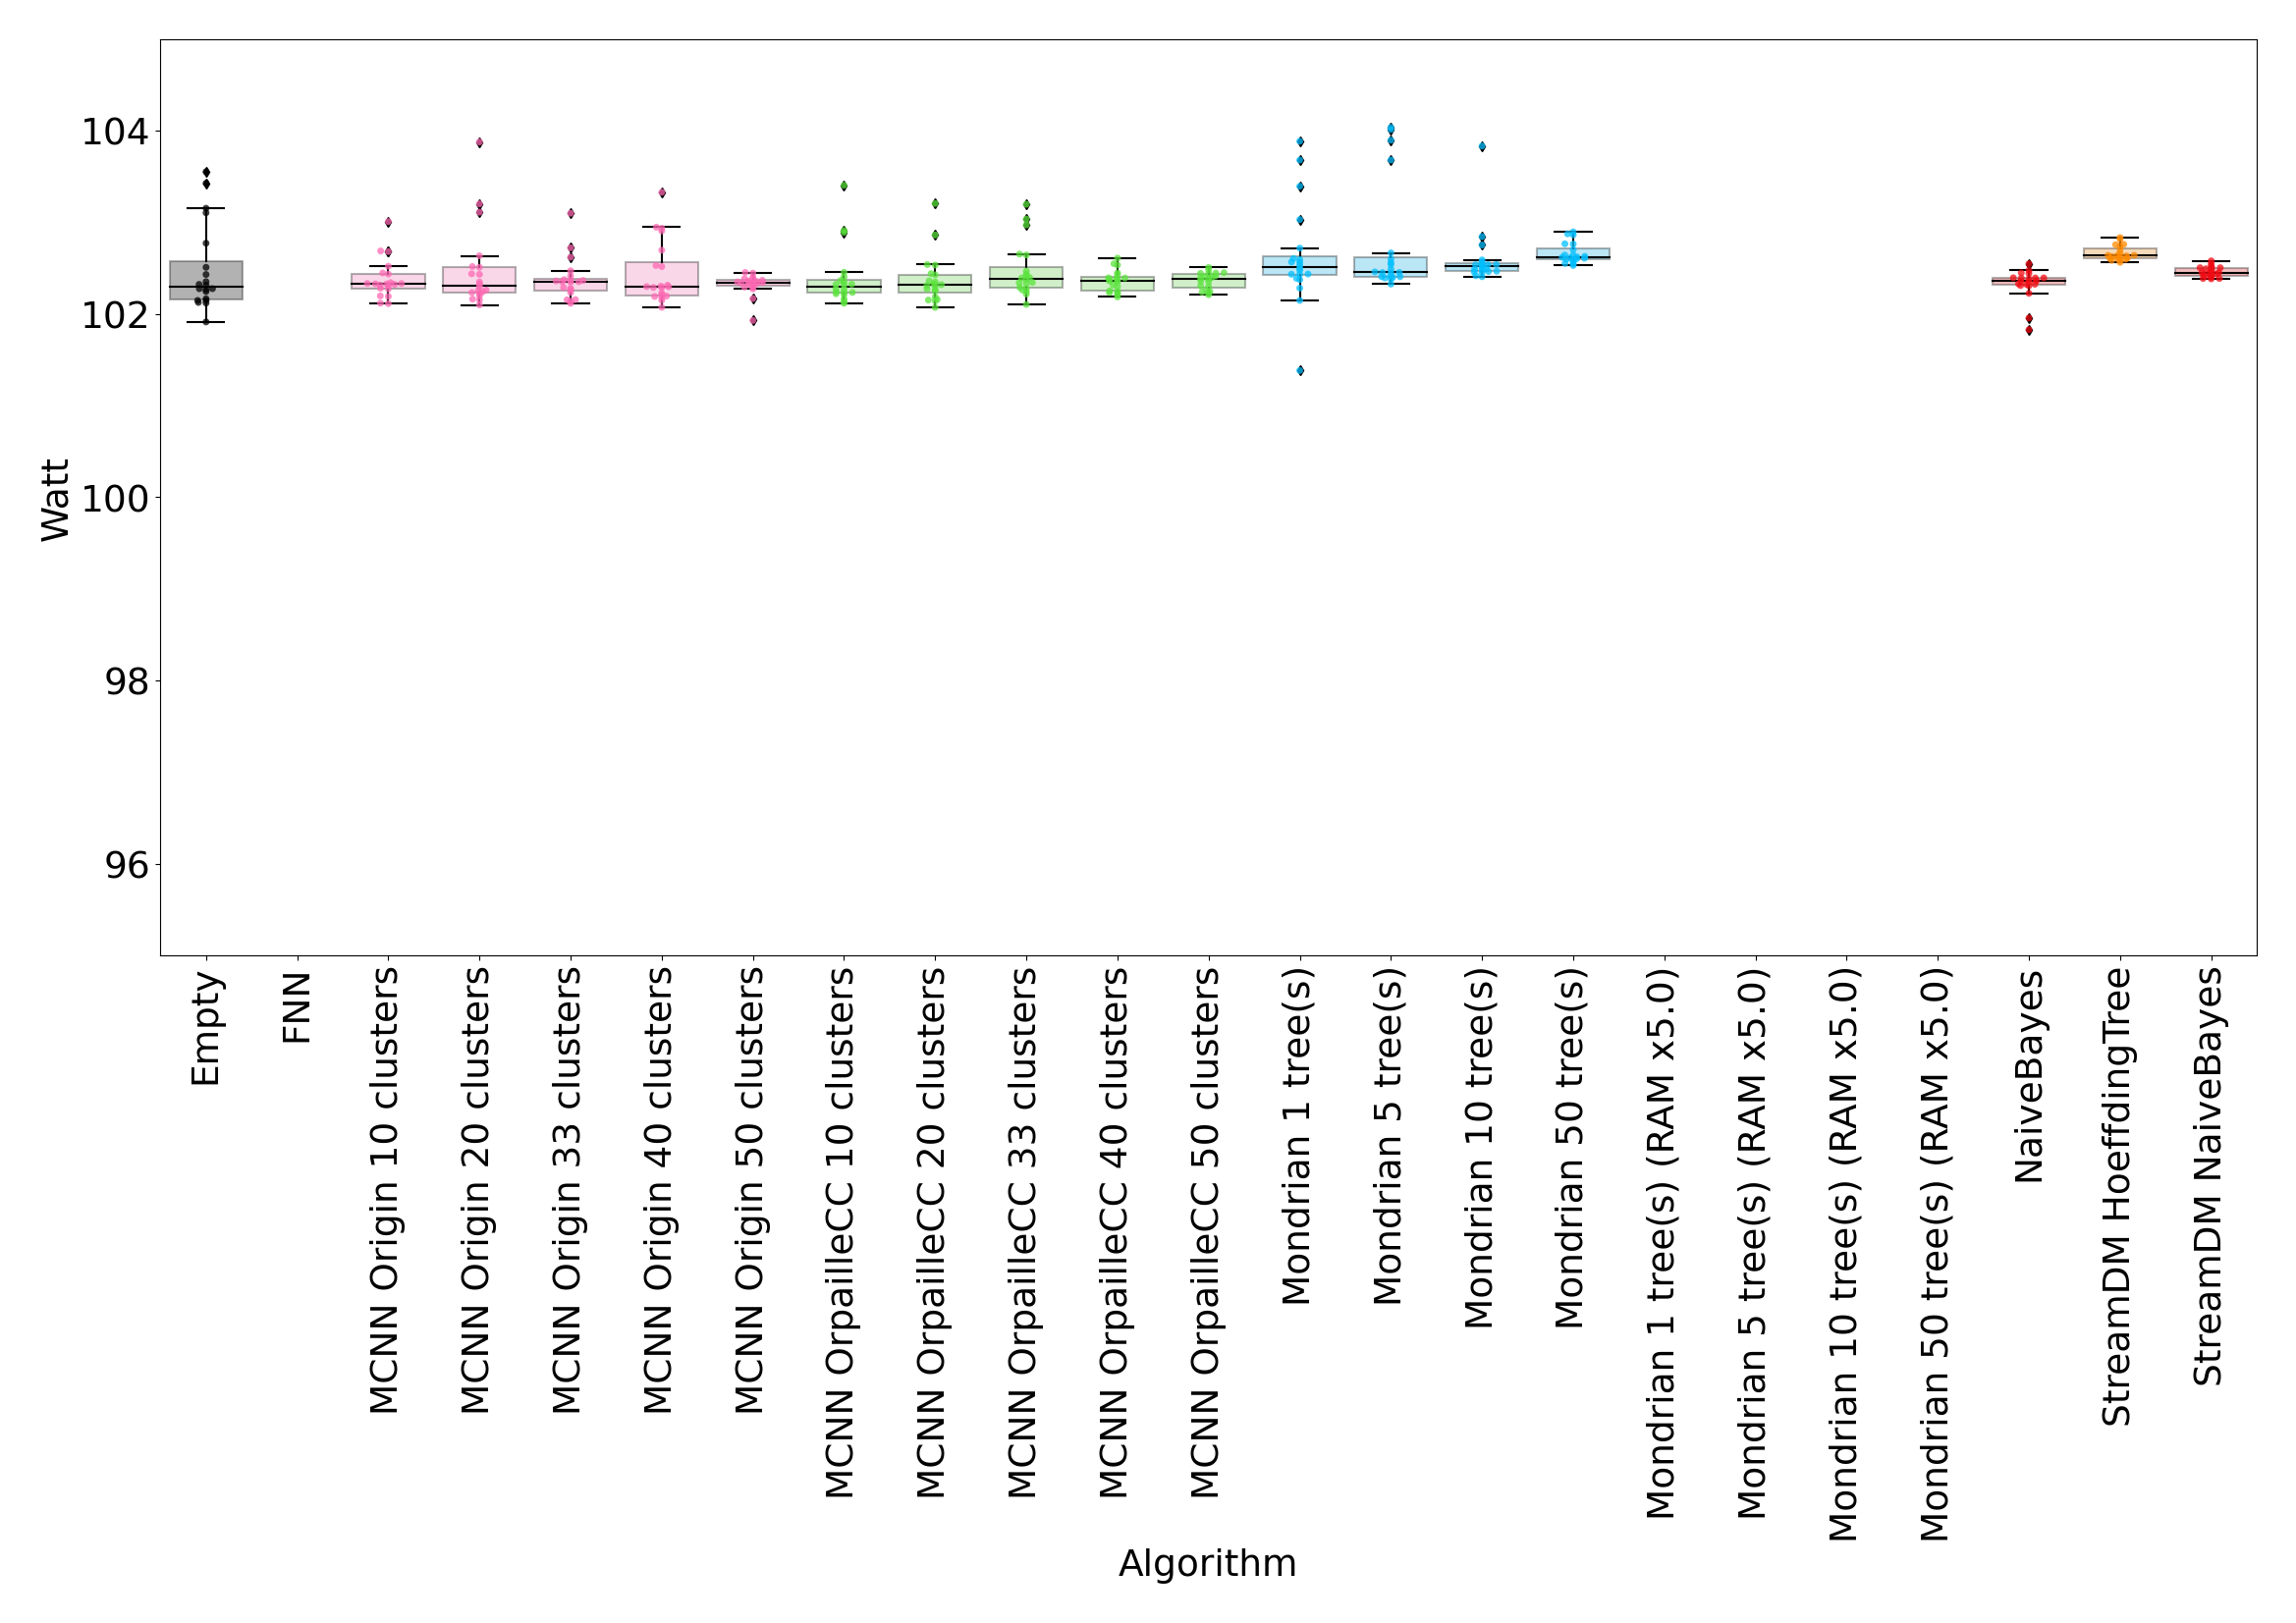 104
102
100
98
96
Watt
Empty
FNN
MCNN Origin 10 clusters
MCNN Origin 20 clusters
MCNN Origin 33 clusters
MCNN Origin 40 clusters
MCNN Origin 50 clusters
MCNN OrpailleCC 10 clusters
MCNN OrpailleCC 20 clusters
MCNN OrpailleCC 33 clusters
MCNN OrpailleCC 40 clusters
MCNN OrpailleCC 50 clusters
Mondrian 1 tree(s)
Mondrian 5 tree(s)
Mondrian 10 tree(s)
Mondrian 50 tree(s)
Mondrian 1 tree(s) (RAM x5.0)
Mondrian 5 tree(s) (RAM x5.0)
Mondrian 10 tree(s) (RAM x5.0)
Mondrian 50 tree(s) (RAM x5.0)
NaiveBayes
StreamDM HoeffdingTree
StreamDM NaiveBayes
Algorithm